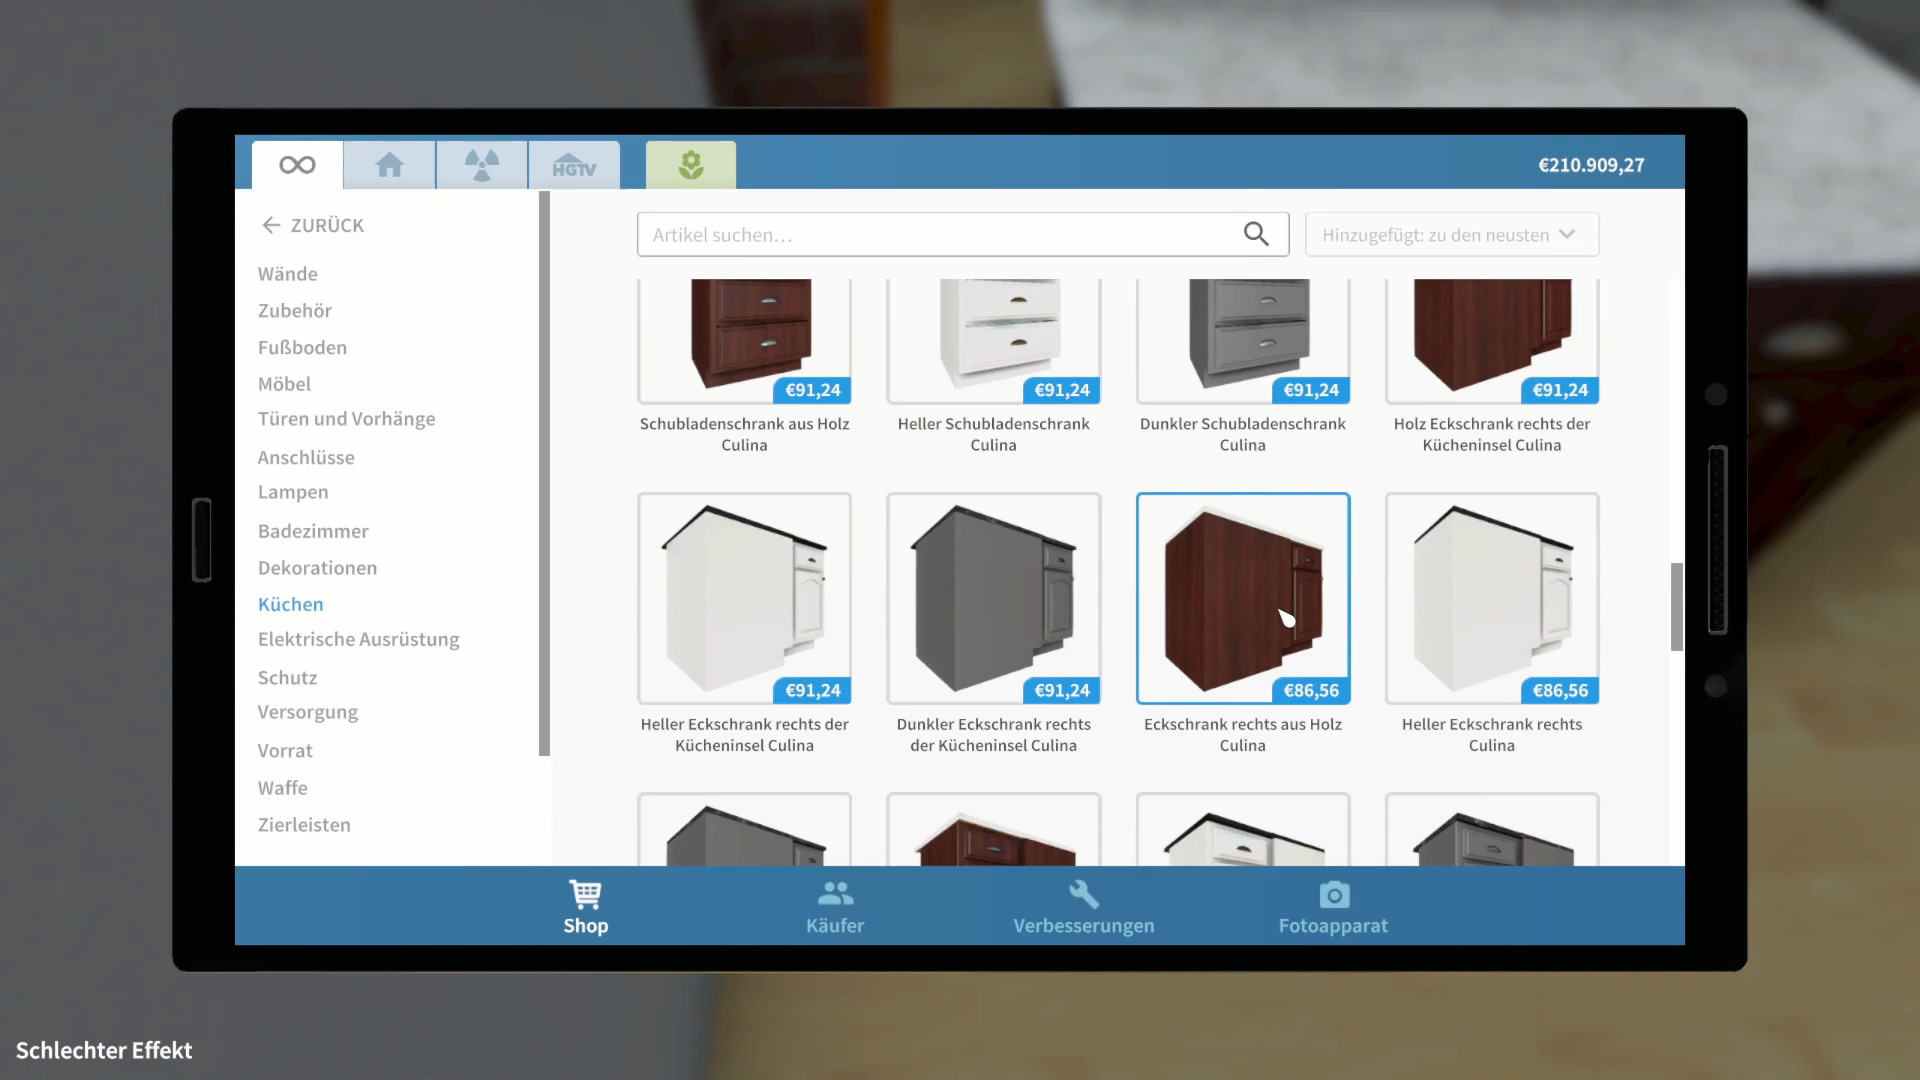 HGTV
€210.909,27
ZURÜCK
Artikel suchen…
Hinzugefügt: zu den neusten
Wände
Zubehör
Fußboden
Möbel
Türen und Vorhänge
Anschlüsse
Lampen
Badezimmer
Dekorationen
Küchen
Elektrische Ausrüstung
Schutz
Versorgung
Vorrat
Waffe
Zierleisten
€91,24
€91,24
€91,24
€91,24
Schubladenschrank aus Holz
Culina
Heller Schubladenschrank
Culina
Dunkler Schubladenschrank
Culina
Holz Eckschrank rechts der
Kücheninsel Culina
€91,24
€91,24
€86,56
€86,56
Heller Eckschrank rechts der
Kücheninsel Culina
Dunkler Eckschrank rechts
der Kücheninsel Culina
Eckschrank rechts aus Holz
Culina
Heller Eckschrank rechts
Culina
Shop
Käufer
Verbesserungen
Fotoapparat
Schlechter Effekt